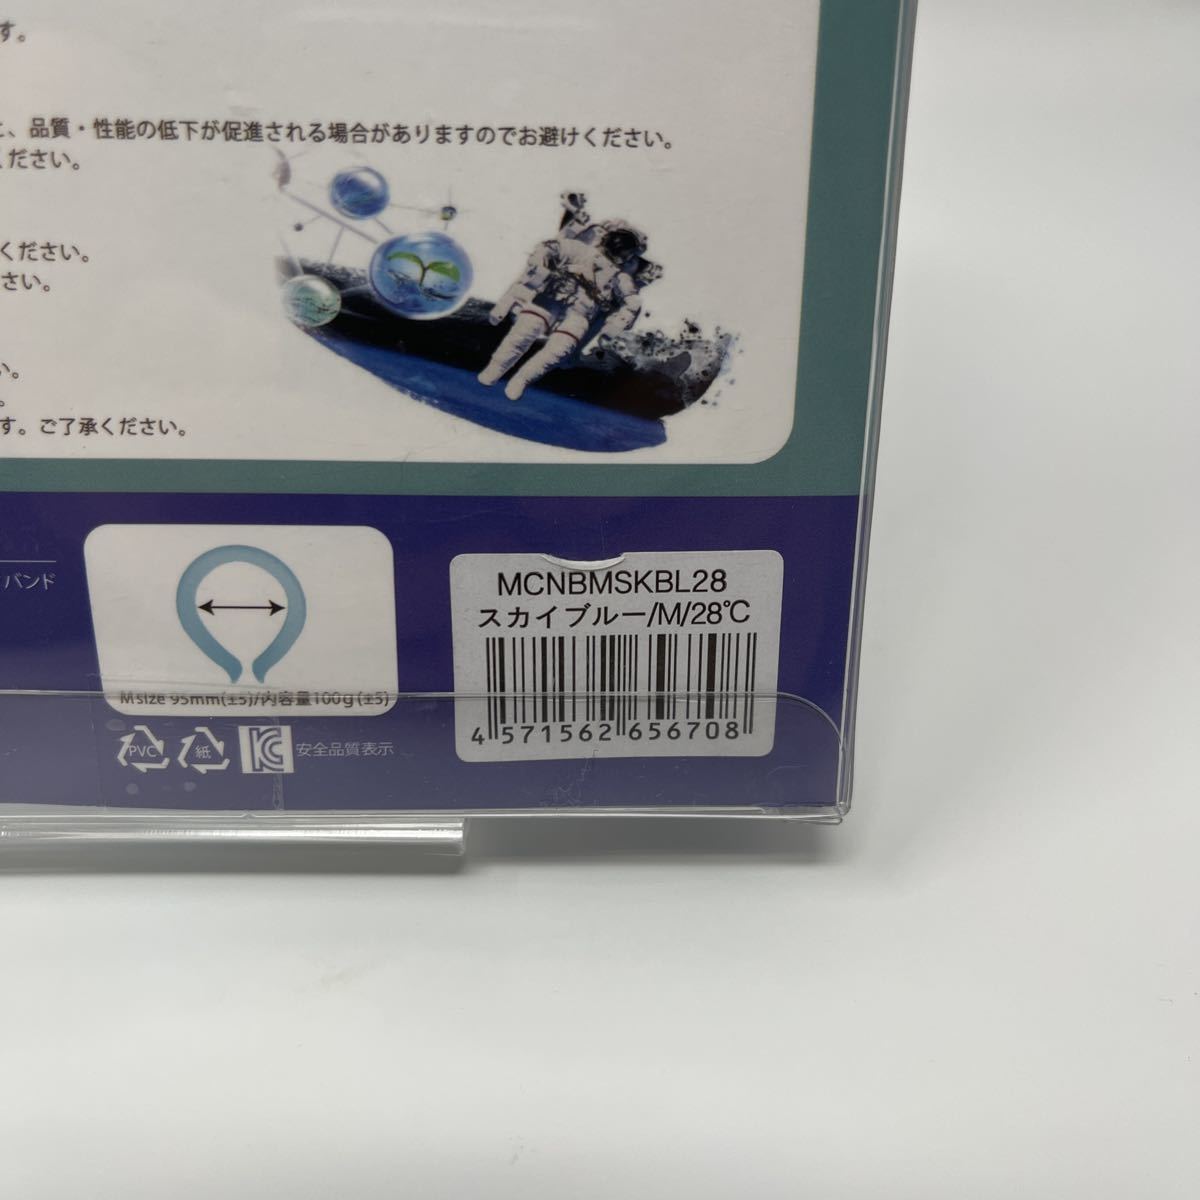 す。
と、品質・性能の低下が促進される場合がありますのでお避けください。
ください。
ください。
さい。
い。
。
す。ご了承ください。
バンド
M size 95mm(±5)/内容量100g(±5)
PVC
紙
安全品質表示
MCNBMSKBL28
スカイブルー/M/28℃
4 571562 656708